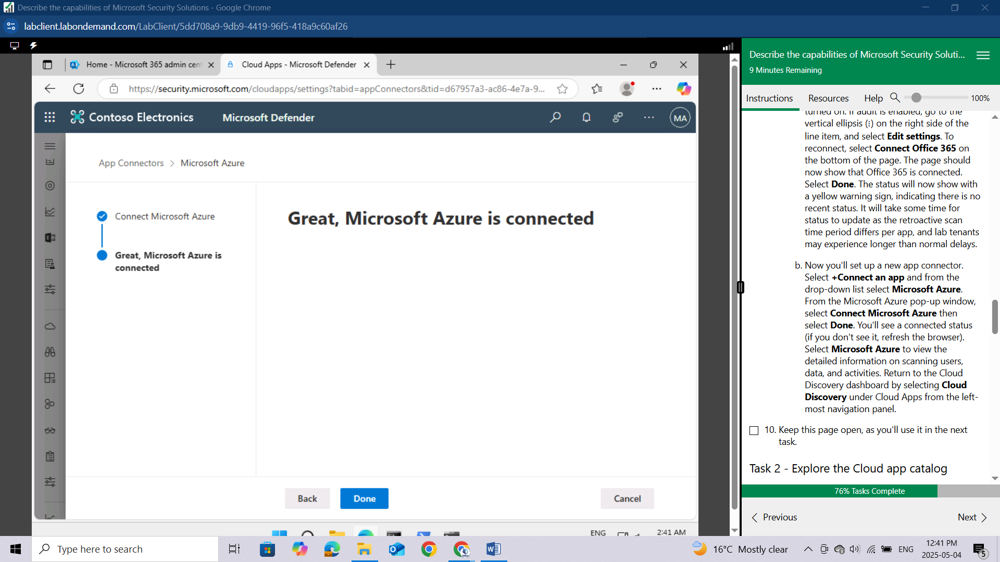 Describe the capabilities of Microsoft Security Solutions - Google Chrome
labclient.labondemand.com/LabClient/5dd708a9-9db9-4419-96f5-418a9c60af26
Home - Microsoft 365 admin cent
Cloud Apps - Microsoft Defender
https://security.microsoft.com/cloudapps/settings?tabid=appConnectors&tid=d67957a3-ac86-4e7a-9...
Contoso Electronics
Microsoft Defender
MA
App Connectors > Microsoft Azure
Connect Microsoft Azure
Great, Microsoft Azure is
connected
Great, Microsoft Azure is connected
Back
Done
Cancel
ENG
2:41 AM
Describe the capabilities of Microsoft Security Soluti...
9 Minutes Remaining
Instructions
Resources
Help
100%
turned on. If audit is enabled, go to the
vertical ellipsis (⋮) on the right side of the
line item, and select Edit settings. To
reconnect, select Connect Office 365 on
the bottom of the page. The page should
now show that Office 365 is connected.
Select Done. The status will now show with
a yellow warning sign, indicating there is no
recent status. It will take some time for
status to update as the retroactive scan
time period differs per app, and lab tenants
may experience longer than normal delays.
b. Now you'll set up a new app connector.
Select +Connect an app and from the
drop-down list select Microsoft Azure.
From the Microsoft Azure pop-up window,
select Connect Microsoft Azure then
select Done. You'll see a connected status
(if you don't see it, refresh the browser).
Select Microsoft Azure to view the
detailed information on scanning users,
data, and activities. Return to the Cloud
Discovery dashboard by selecting Cloud
Discovery under Cloud Apps from the left-
most navigation panel.
10. Keep this page open, as you'll use it in the next
task.
Task 2 - Explore the Cloud app catalog
76% Tasks Complete
Previous
Next
Type here to search
16°C Mostly clear
ENG
12:41 PM
2025-05-04
5